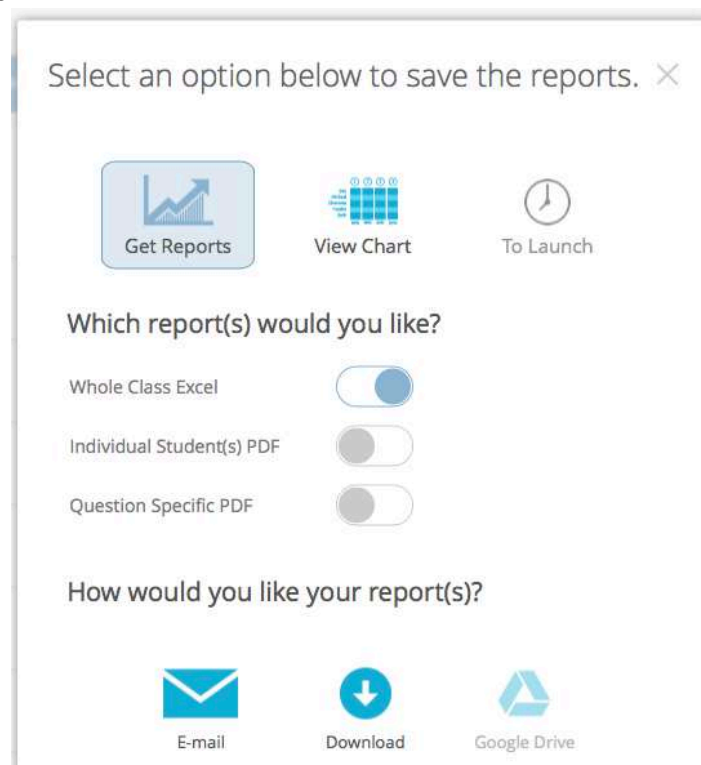 Select an option below to save the reports.
Get Reports
View Chart
To Launch
Which report(s) would you like?
Whole Class Excel
Individual Student(s) PDF
Question Specific PDF
How would you like your report(s)?
E-mail
Download
Google Drive